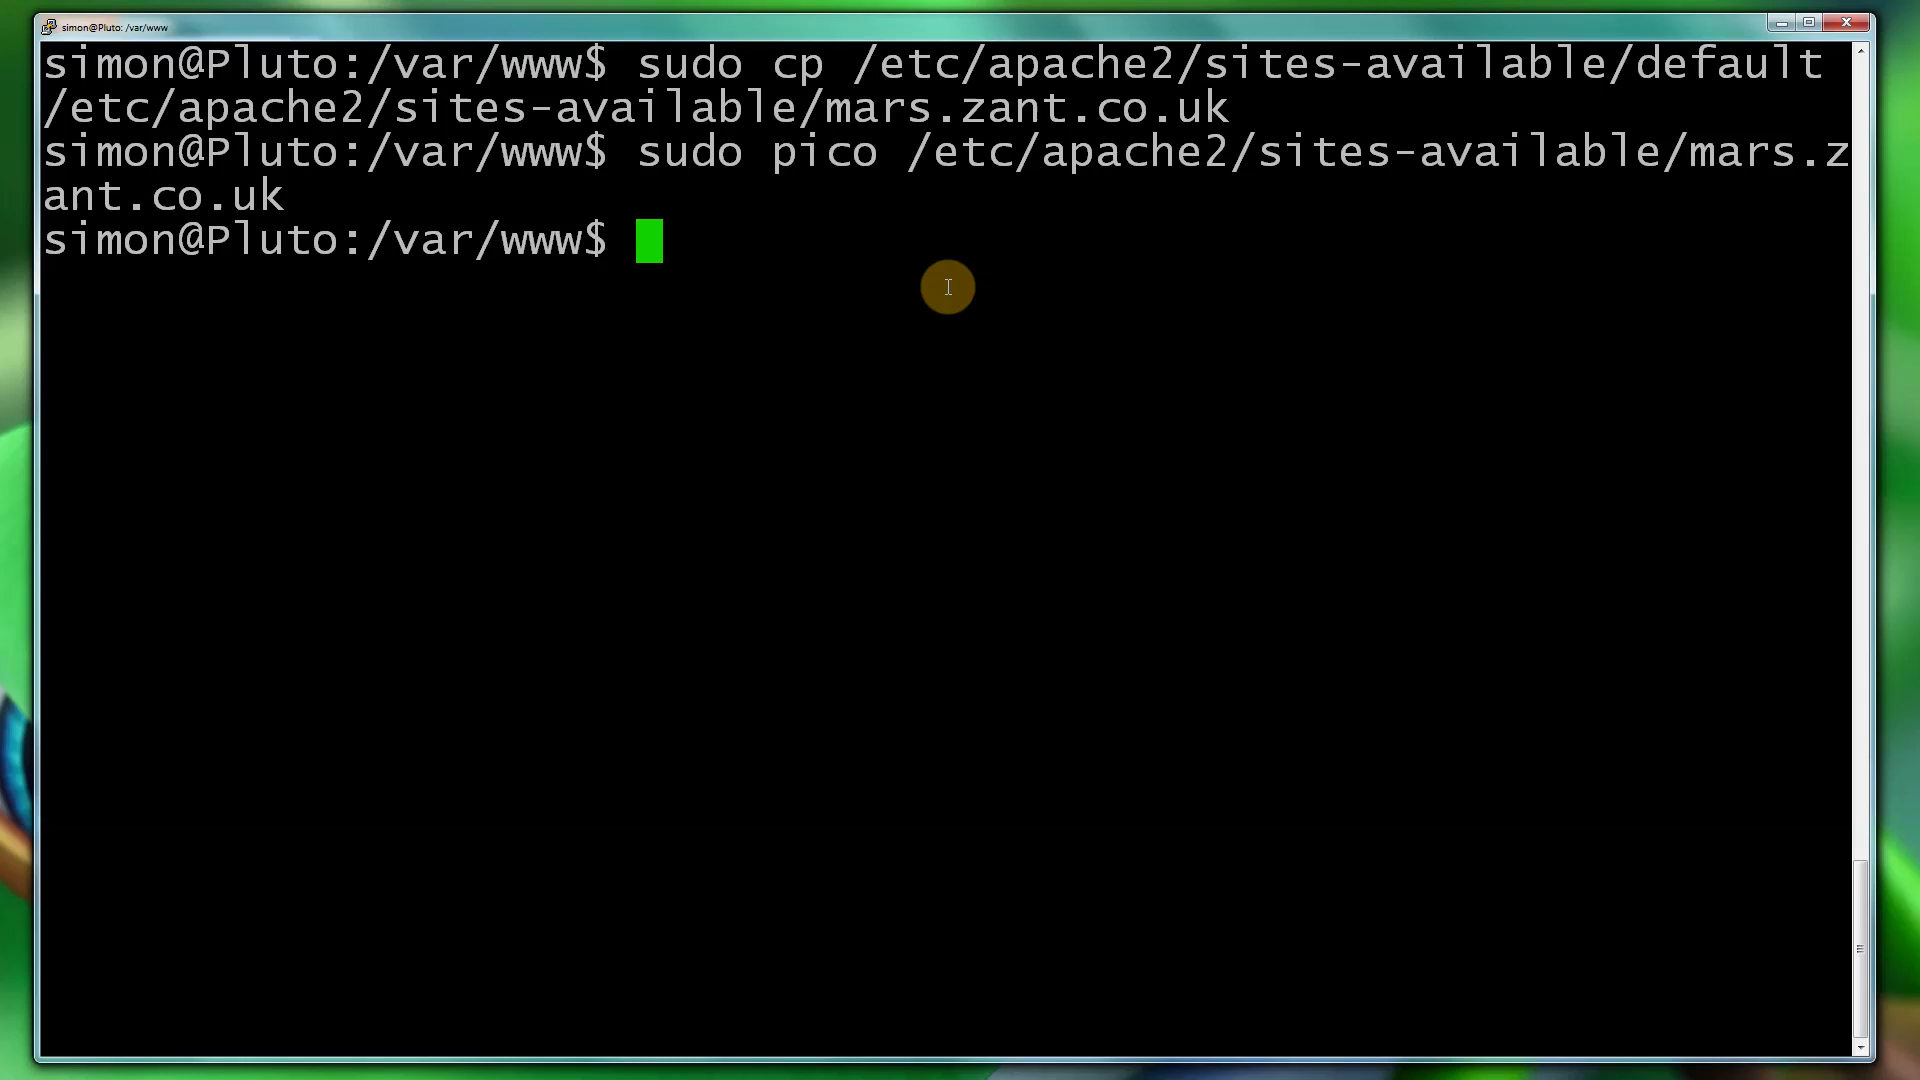 simon@Pluto: /var/www
simon@Pluto:/var/www$ sudo cp /etc/apache2/sites-available/default
/etc/apache2/sites-available/mars.zant.co.uk
simon@Pluto:/var/www$ sudo pico /etc/apache2/sites-available/mars.z
ant.co.uk
simon@Pluto:/var/www$